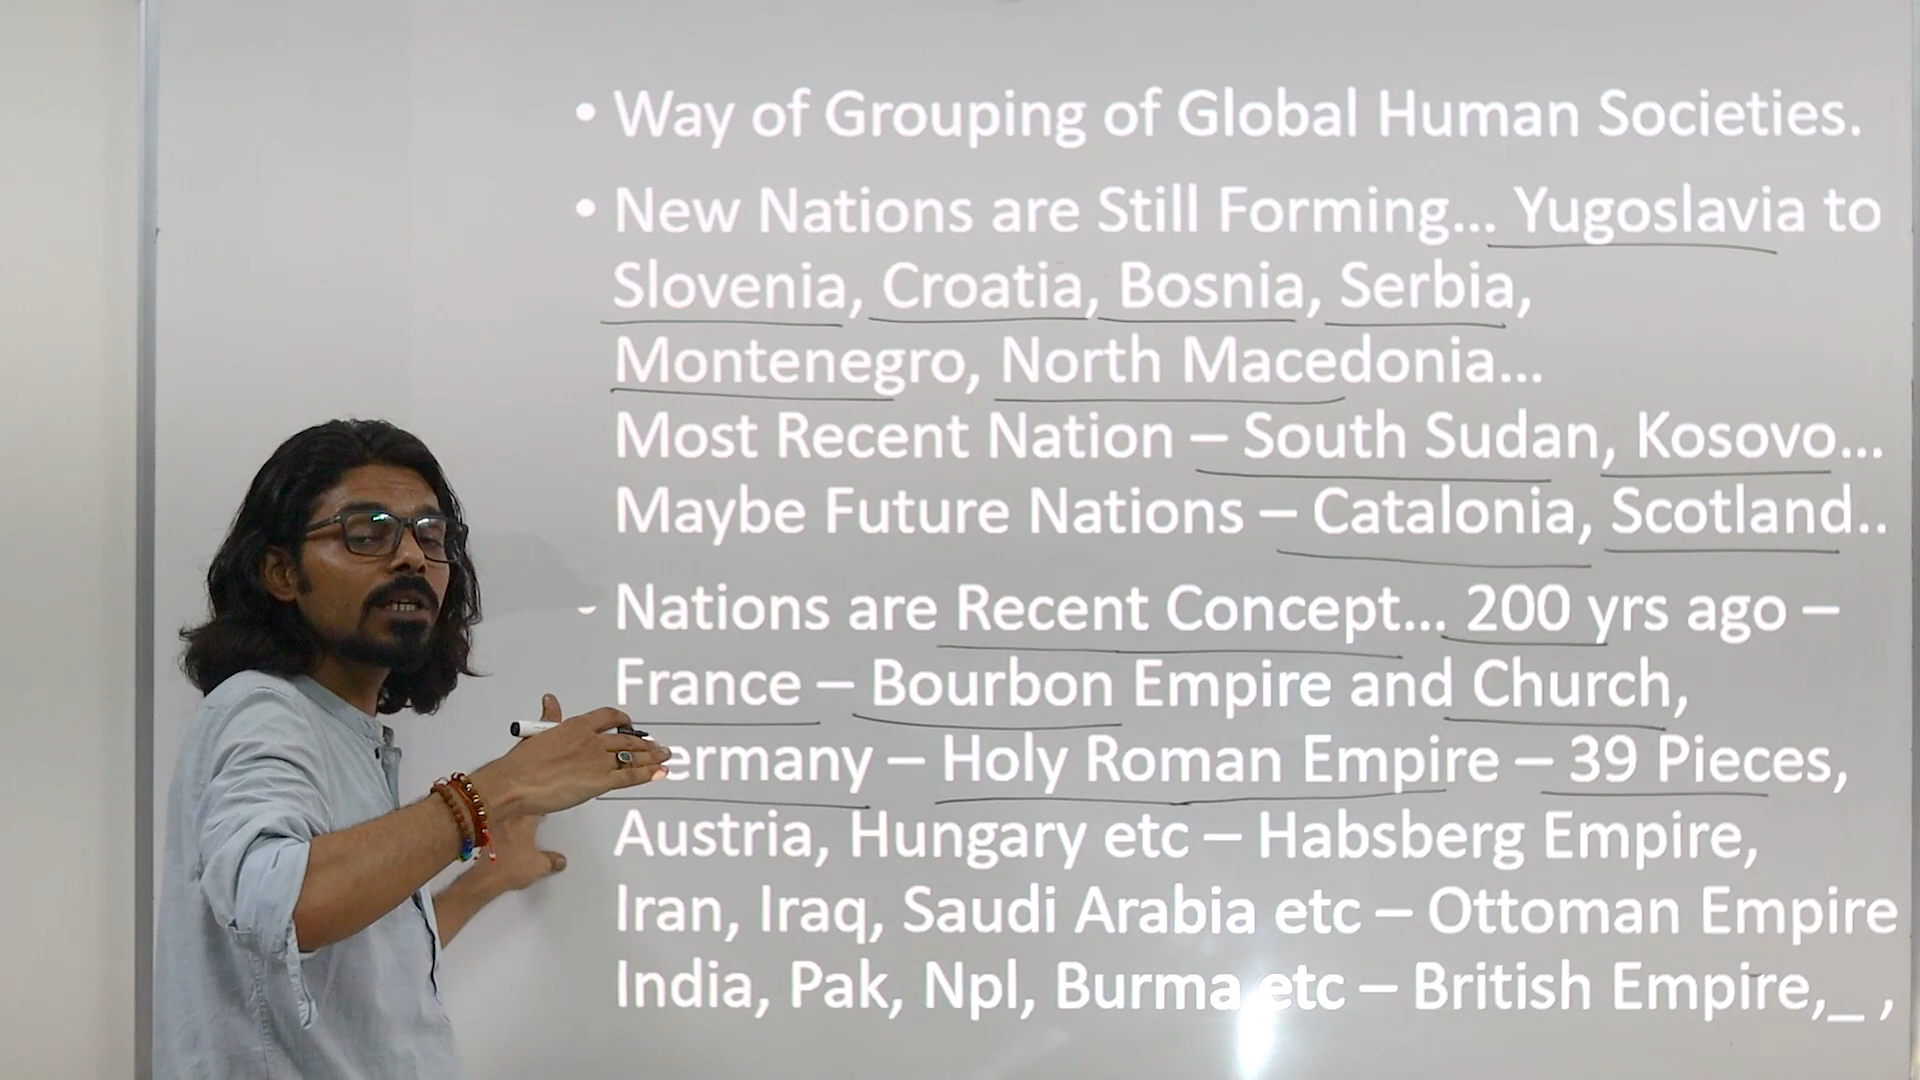 • Way of Grouping of Global Human Societies.
• New Nations are Still Forming... Yugoslavia to
Slovenia, Croatia, Bosnia, Serbia,
Montenegro, North Macedonia...
Most Recent Nation – South Sudan, Kosovo...
Maybe Future Nations – Catalonia, Scotland..
• Nations are Recent Concept... 200 yrs ago –
France – Bourbon Empire and Church,
ermany – Holy Roman Empire – 39 Pieces,
Austria, Hungary etc – Habsberg Empire,
Iran, Iraq, Saudi Arabia etc – Ottoman Empire
India, Pak, Npl, Burma etc – British Empire,_ ,